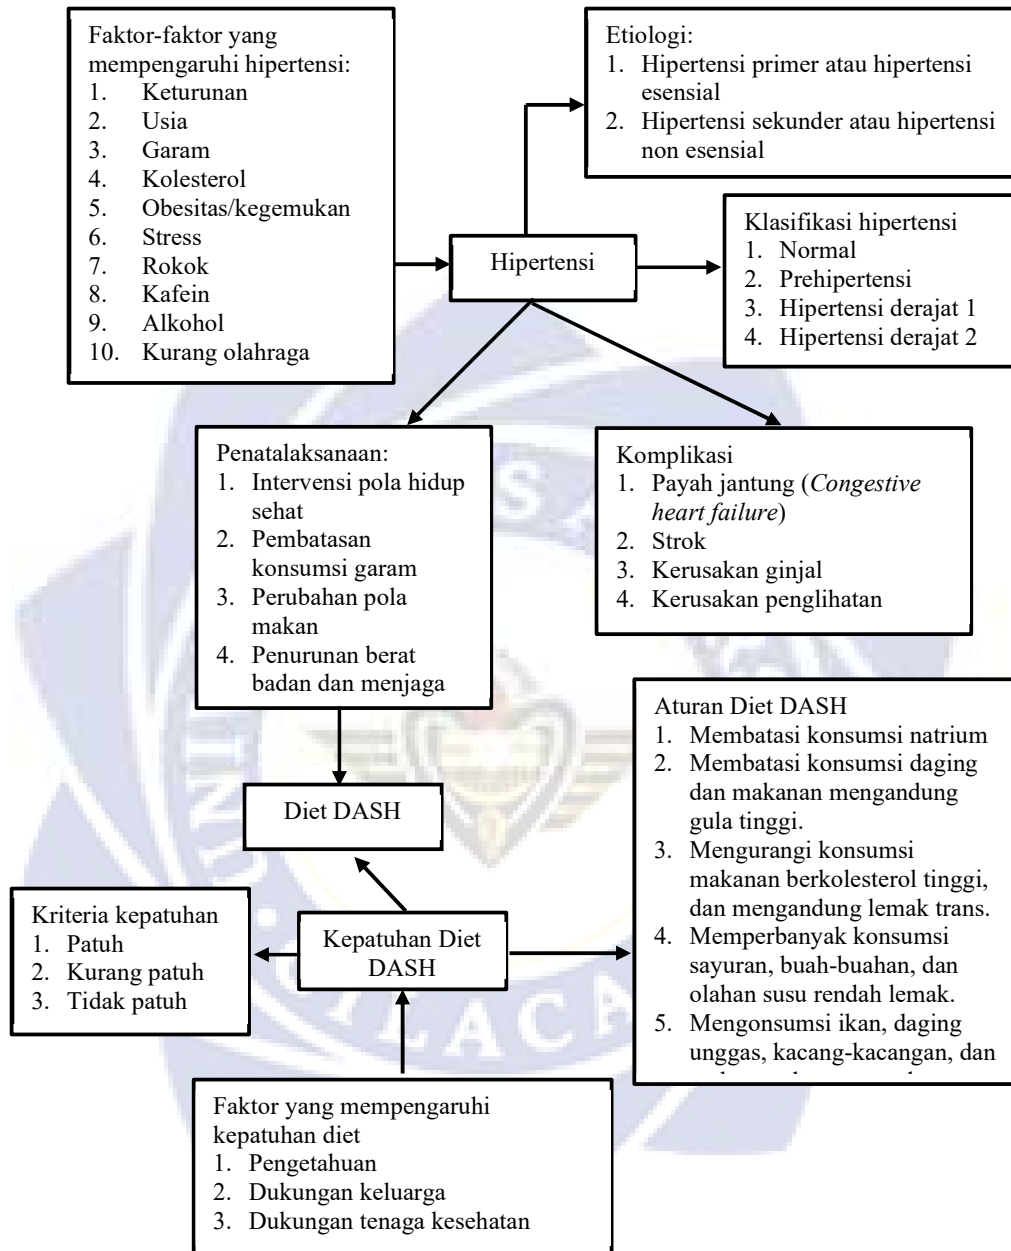 Faktor-faktor yang
mempengaruhi hipertensi:
1. Keturunan
2. Usia
3. Garam
4. Kolesterol
5. Obesitas/kegemukan
6. Stress
7. Rokok
8. Kafein
9. Alkohol
10. Kurang olahraga
Etiologi:
1. Hipertensi primer atau hipertensi
esensial
2. Hipertensi sekunder atau hipertensi
non esensial
Hipertensi
Klasifikasi hipertensi
1. Normal
2. Prehipertensi
3. Hipertensi derajat 1
4. Hipertensi derajat 2
Penatalaksanaan:
1. Intervensi pola hidup
sehat
2. Pembatasan
konsumsi garam
3. Perubahan pola
makan
4. Penurunan berat
badan dan menjaga
Komplikasi
1. Payah jantung (Congestive
heart failure)
2. Strok
3. Kerusakan ginjal
4. Kerusakan penglihatan
Diet DASH
Aturan Diet DASH
1. Membatasi konsumsi natrium
2. Membatasi konsumsi daging
dan makanan mengandung
gula tinggi.
3. Mengurangi konsumsi
makanan berkolesterol tinggi,
dan mengandung lemak trans.
4. Memperbanyak konsumsi
sayuran, buah-buahan, dan
olahan susu rendah lemak.
5. Mengonsumsi ikan, daging
unggas, kacang-kacangan, dan
Kriteria kepatuhan
1. Patuh
2. Kurang patuh
3. Tidak patuh
Kepatuhan Diet
DASH
Faktor yang mempengaruhi
kepatuhan diet
1. Pengetahuan
2. Dukungan keluarga
3. Dukungan tenaga kesehatan